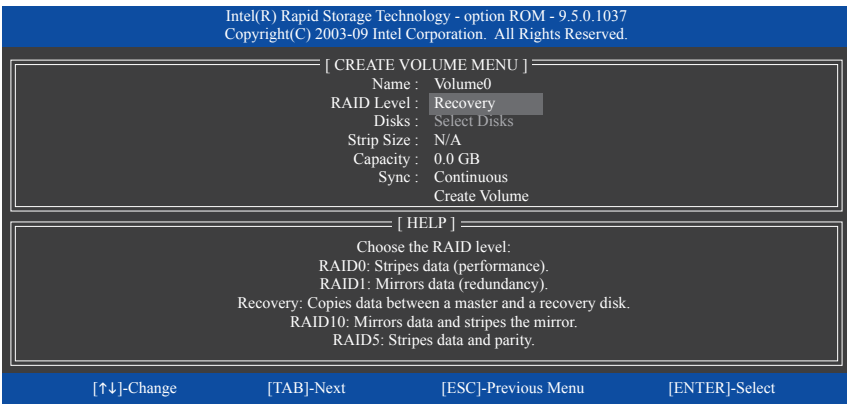 Intel(R) Rapid Storage Technology - option ROM - 9.5.0.1037
Copyright(C) 2003-09 Intel Corporation. All Rights Reserved.
[ CREATE VOLUME MENU ]
Name : Volume0
RAID Level : Recovery
Disks : Select Disks
Strip Size : N/A
Capacity : 0.0 GB
Sync : Continuous
Create Volume
[ HELP ]
Choose the RAID level:
RAID0: Stripes data (performance).
RAID1: Mirrors data (redundancy).
Recovery: Copies data between a master and a recovery disk.
RAID10: Mirrors data and stripes the mirror.
RAID5: Stripes data and parity.
[↑↓]-Change [TAB]-Next [ESC]-Previous Menu [ENTER]-Select